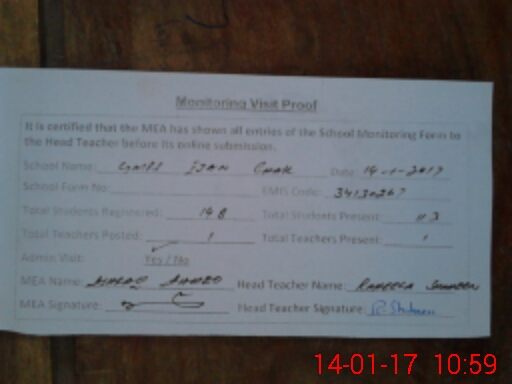 Monitoring Visit Proof
It is certified that the MEA has shown all entries of the School Monitoring Form to
the Head Teacher before its online submission.
School Name: Date: 14-1-2017
School Form No: EMIS Code:
Total Students Registered: 148 Total Students Present: 113
Total Teachers Posted: 1 Total Teachers Present: 1
Admin Visit: Yes / No
MEA Name: Head Teacher Name:
MEA Signature: Head Teacher Signature:
14-01-17 10:59